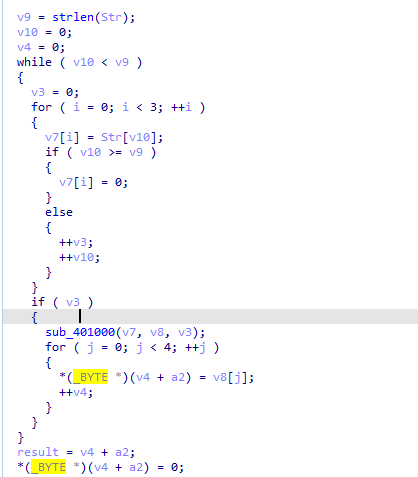 v9 = strlen(Str);
v10 = 0;
v4 = 0;
while ( v10 < v9 )
{
v3 = 0;
for ( i = 0; i < 3; ++i )
{
v7[i] = Str[v10];
if ( v10 >= v9 )
{
v7[i] = 0;
}
else
{
++v3;
++v10;
}
}
if ( v3 )
{
sub_401000(v7, v8, v3);
for ( j = 0; j < 4; ++j )
{
*(_BYTE *)(v4 + a2) = v8[j];
++v4;
}
}
}
result = v4 + a2;
*(_BYTE *)(v4 + a2) = 0;